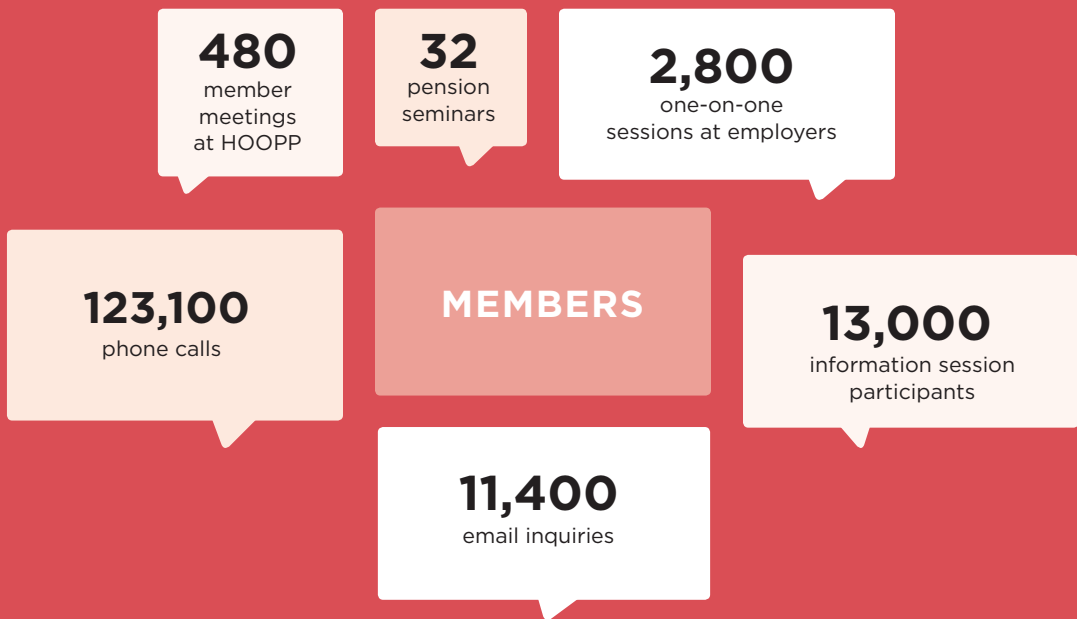 480
member
meetings
at HOOPP
32
pension
seminars
2,800
one-on-one
sessions at employers
123,100
phone calls
MEMBERS
13,000
information session
participants
11,400
email inquiries